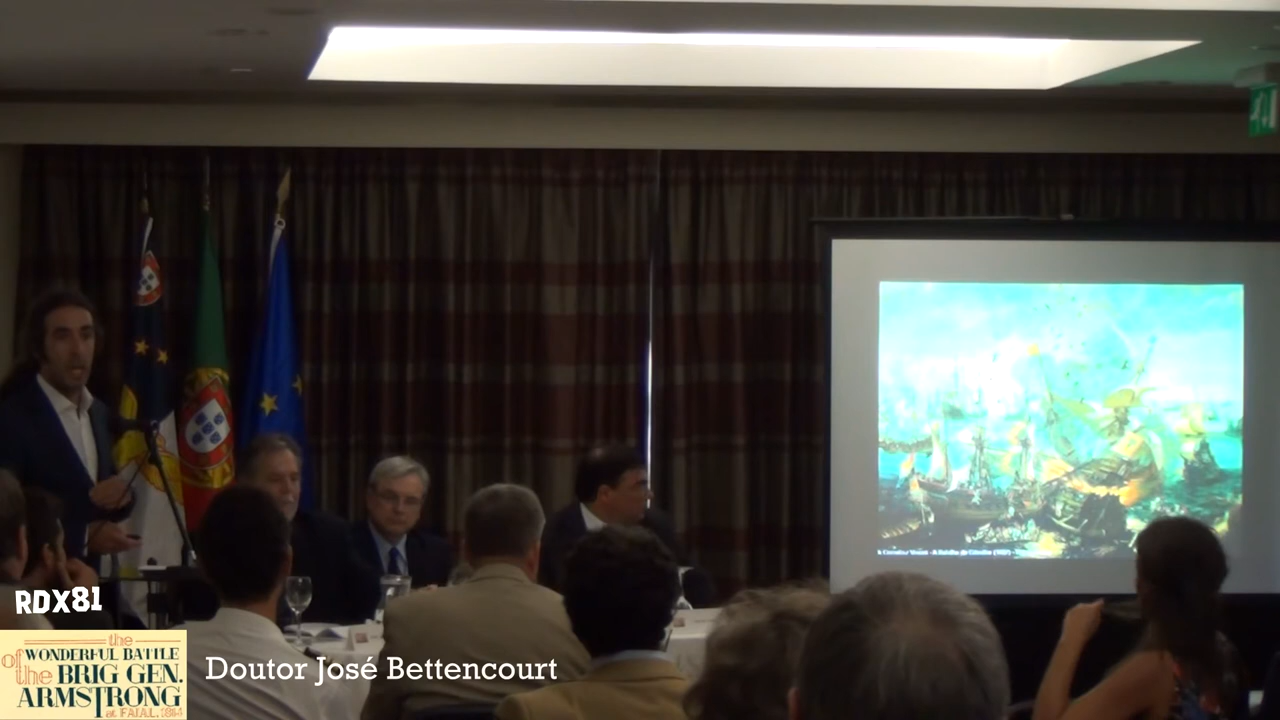 RDX81
the
WONDERFUL BATTLE
of the BRIG GEN.
ARMSTRONG
at FAIAL, 1814
Doutor José Bettencourt